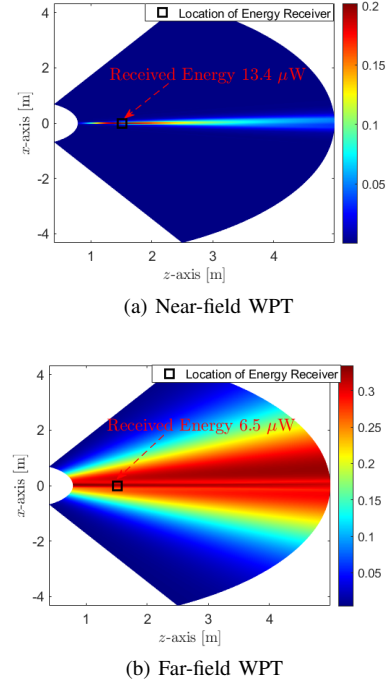 4
2
0
-2
-4
x-axis [m]
Location of Energy Receiver
Received Energy 13.4 μW
1
2
3
4
z-axis [m]
0.2
0.15
0.1
0.05
(a) Near-field WPT
4
2
0
-2
-4
x-axis [m]
Location of Energy Receiver
Received Energy 6.5 μW
1
2
3
4
z-axis [m]
0.3
0.25
0.2
0.15
0.1
0.05
(b) Far-field WPT